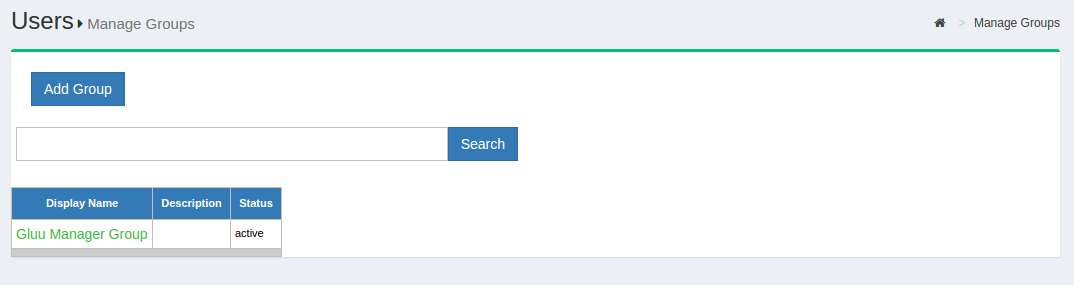 Users Manage Groups
> Manage Groups
Add Group
Search
Display Name Description Status
Gluu Manager Group active